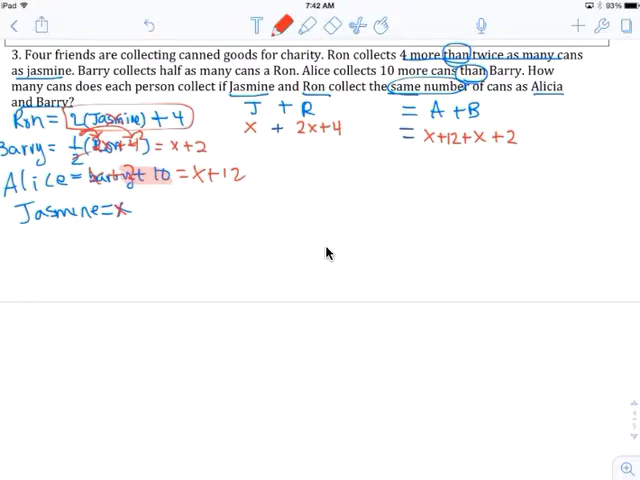 iPad
7:42 AM
93%
T
3. Four friends are collecting canned goods for charity. Ron collects 4 more than twice as many cans
as jasmine. Barry collects half as many cans a Ron. Alice collects 10 more cans than Barry. How
many cans does each person collect if Jasmine and Ron collect the same number of cans as Alicia
and Barry?
J + R = A + B
Ron = 2(Jasmine) + 4
x + 2x+4 = x+12+x+2
Barry = 1/2 ( ) = x+2
Alice = Barry + 10 = x+12
Jasmine = x